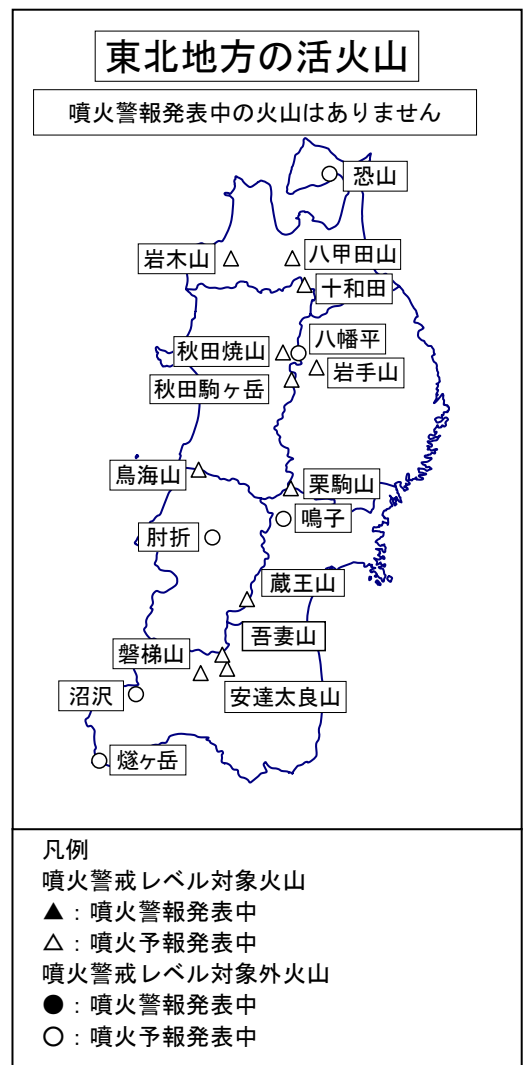 東北地方の活火山
噴火警報発表中の火山はありません
恐山
岩木山
八甲田山
十和田
八幡平
秋田焼山
岩手山
秋田駒ヶ岳
鳥海山
栗駒山
鳴子
肘折
蔵王山
吾妻山
磐梯山
沼沢
安達太良山
燧ヶ岳
凡例
噴火警戒レベル対象火山
▲：噴火警報発表中
△：噴火予報発表中
噴火警戒レベル対象外火山
●：噴火警報発表中
○：噴火予報発表中